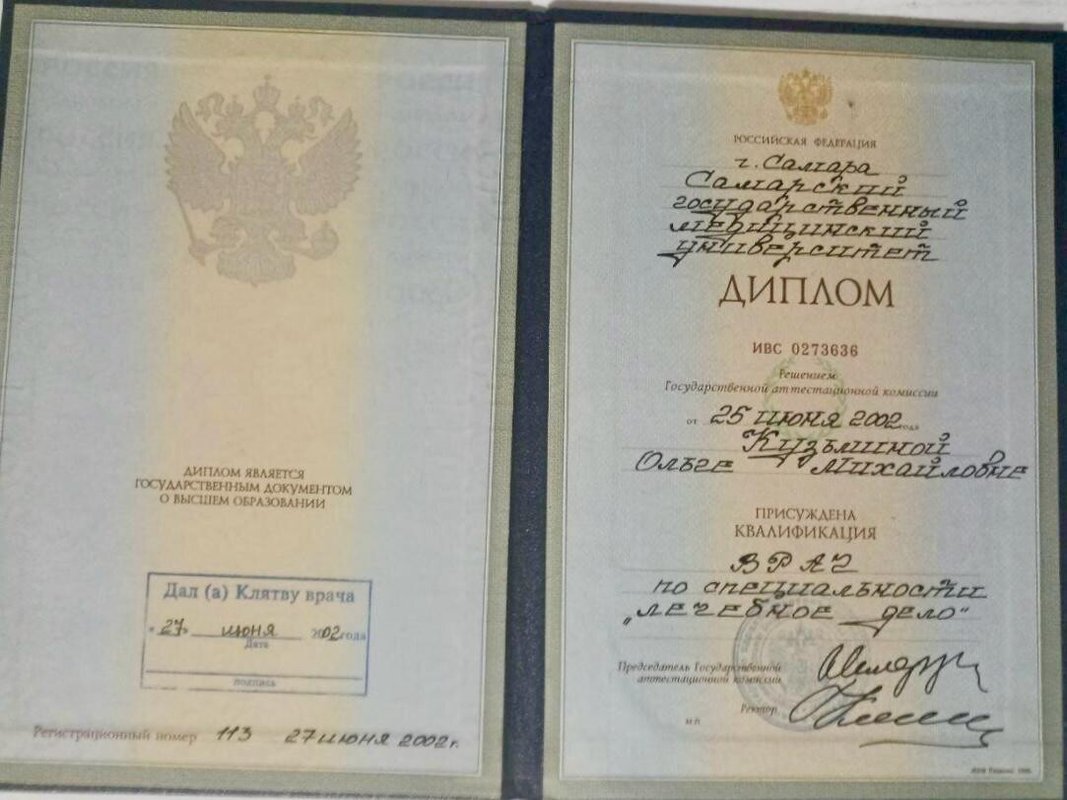 ДИПЛОМ ЯВЛЯЕТСЯ
ГОСУДАРСТВЕННЫМ ДОКУМЕНТОМ
О ВЫСШЕМ ОБРАЗОВАНИИ
Дал (а) Клятву врача
"27" июня 2002 года
Дата
подпись
Регистрационный номер 113 27 июня 2002 г.
РОССИЙСКАЯ ФЕДЕРАЦИЯ
г. Самара
Самарский
государственный
медицинский
университет
ДИПЛОМ
ИВС 0273636
Решением
Государственной аттестационной комиссии
от 25 июня 2002 года
Кузьминой
Ольге Михайловне
ПРИСУЖДЕНА
КВАЛИФИКАЦИЯ
ВРАЧ
по специальности
„лечебное дело"
Председатель Государственной
аттестационной комиссии
Ректор
М.П.